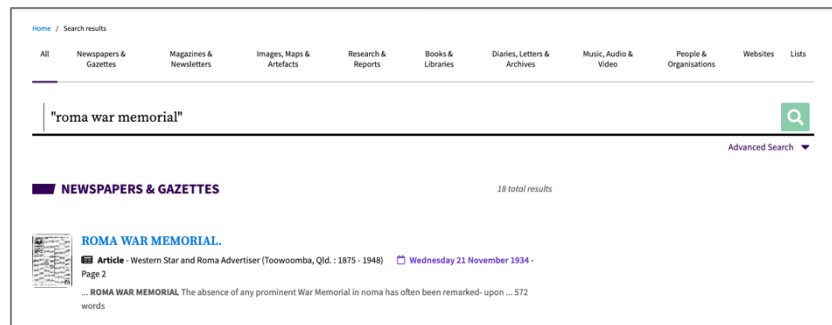 Home / Search results
All Newspapers & Gazettes Magazines & Newsletters Images, Maps & Artefacts Research & Reports Books & Libraries Diaries, Letters & Archives Music, Audio & Video People & Organisations Websites Lists
"roma war memorial"
Advanced Search
NEWSPAPERS & GAZETTES 18 total results
ROMA WAR MEMORIAL.
Article - Western Star and Roma Advertiser (Toowoomba, Qld. : 1875 - 1948) Wednesday 21 November 1934 -
Page 2
... ROMA WAR MEMORIAL The absence of any prominent War Memorial in noma has often been remarked- upon ... 572
words